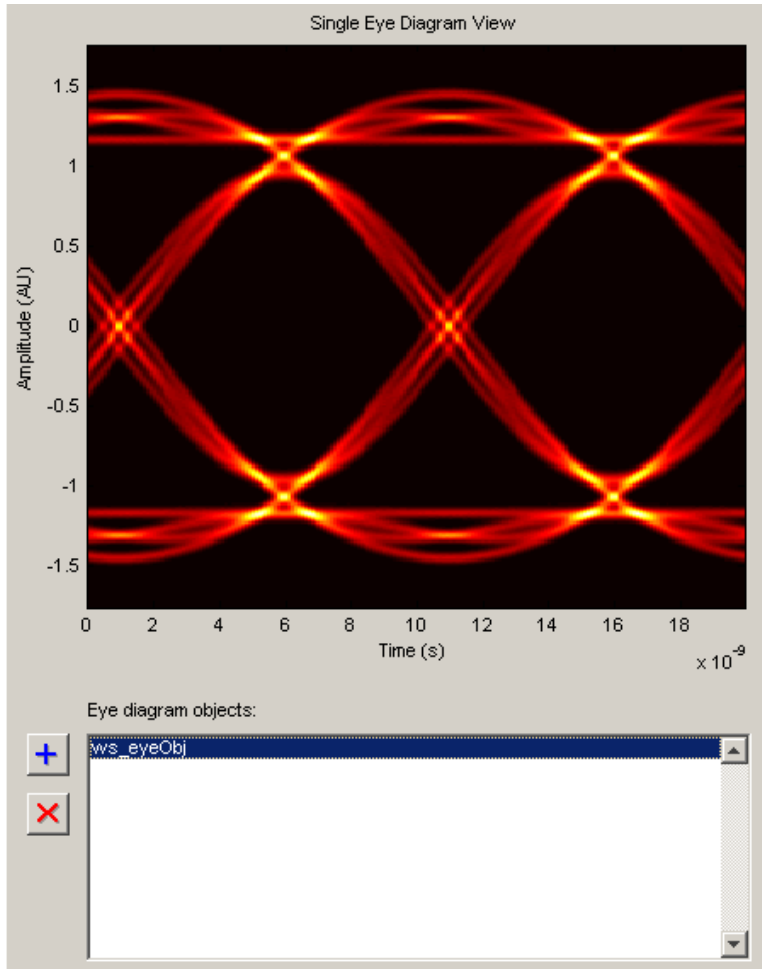 Single Eye Diagram View
1.5
1
0.5
0
-0.5
-1
-1.5
Amplitude (AU)
0 2 4 6 8 10 12 14 16 18
Time (s)
x 10^-9
Eye diagram objects:
ws_eyeObj